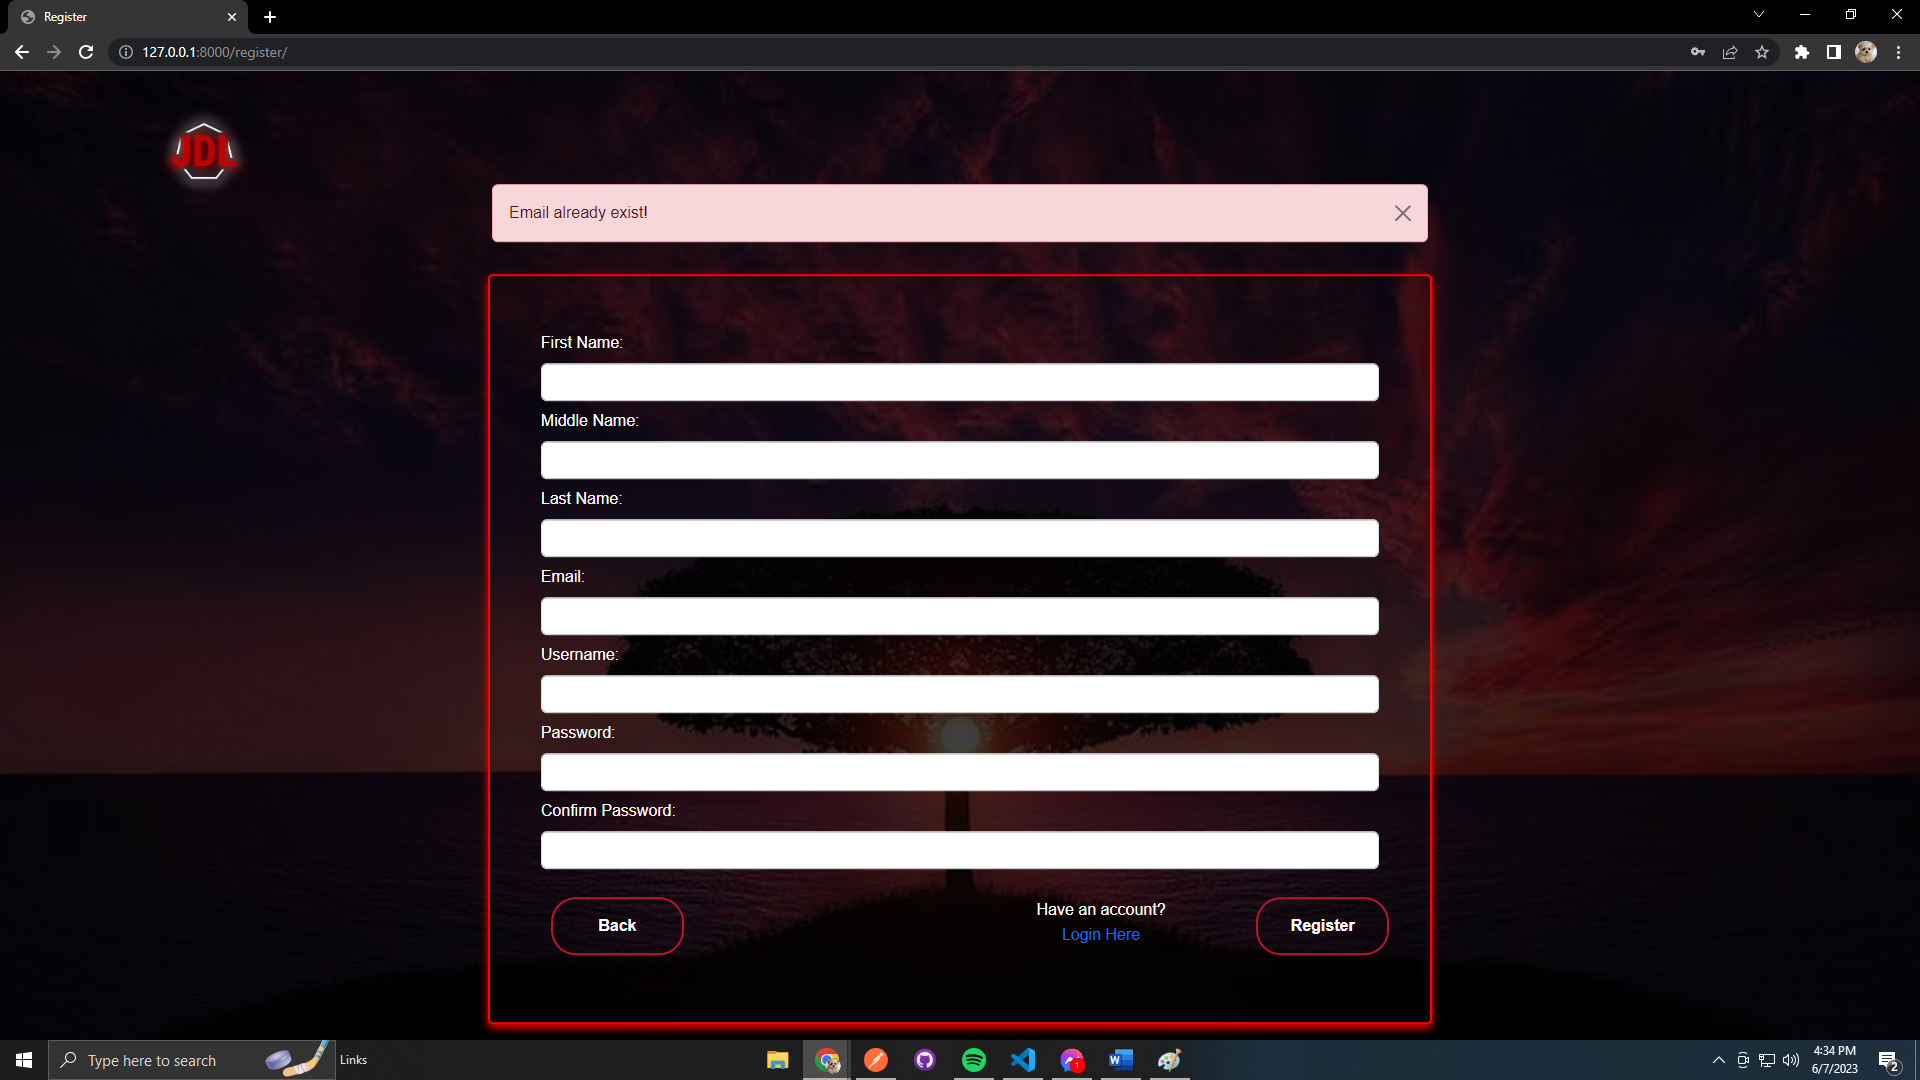 Register
127.0.0.1:8000/register/
JDL
Email already exist!
First Name:
Middle Name:
Last Name:
Email:
Username:
Password:
Confirm Password:
Back
Have an account?
Login Here
Register
Type here to search
Links
1
W
4:34 PM
6/7/2023
2